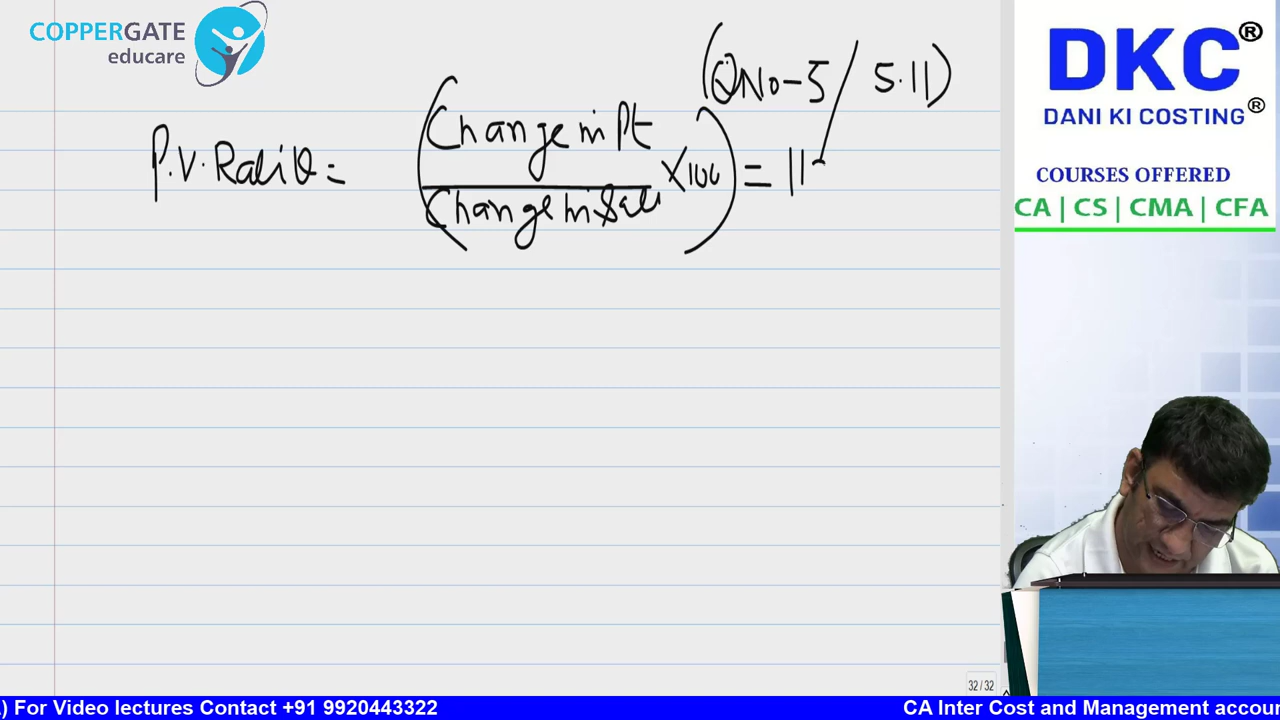 COPPERGATE
educare
(QNo-5 / 5.11)
P.V. Ratio = (Change in Pt / Change in Sales × 100) = 11
DKC®
DANI KI COSTING®
COURSES OFFERED
CA | CS | CMA | CFA
32 / 32
) For Video lectures Contact +91 9920443322
CA Inter Cost and Management accour